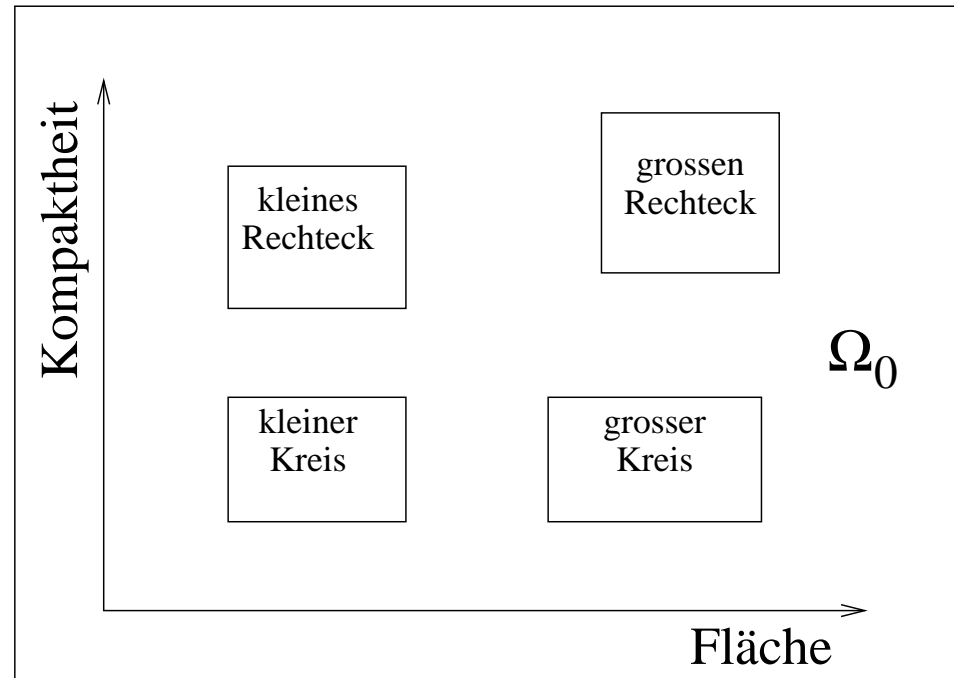 Kompaktheit
kleines
Rechteck
grossen
Rechteck
Ω0
kleiner
Kreis
grosser
Kreis
Fläche